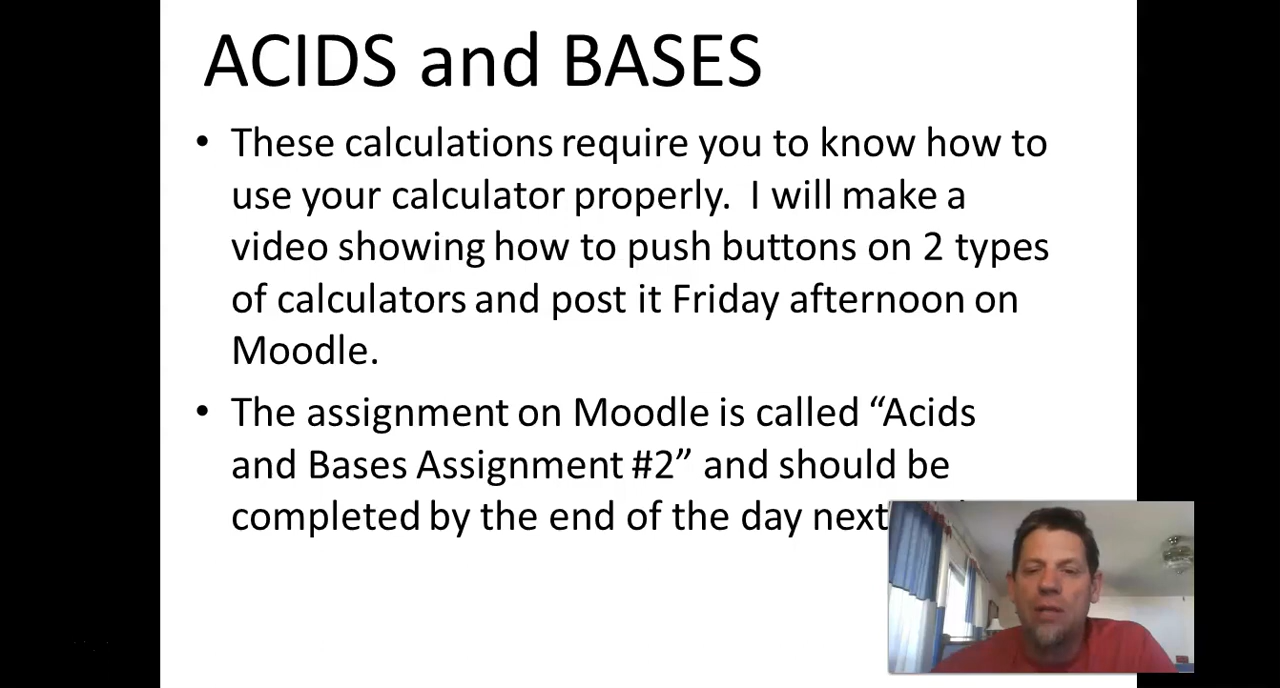 ACIDS and BASES
• These calculations require you to know how to
use your calculator properly.  I will make a
video showing how to push buttons on 2 types
of calculators and post it Friday afternoon on
Moodle.
• The assignment on Moodle is called “Acids
and Bases Assignment #2” and should be
completed by the end of the day next